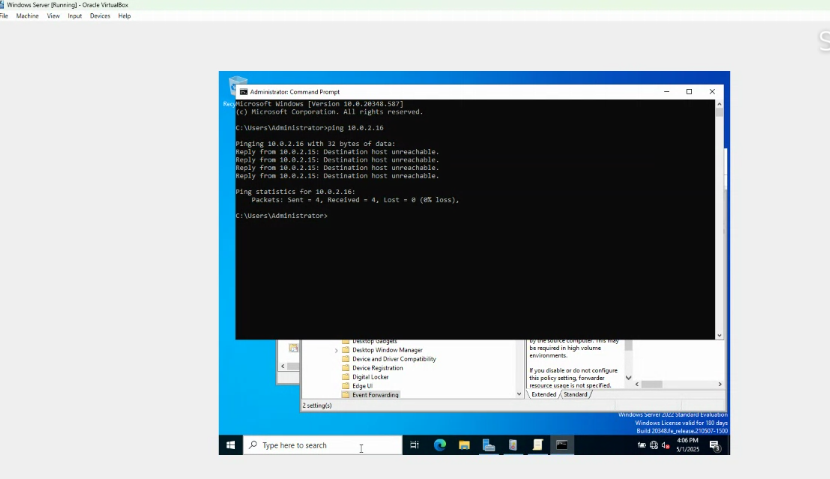 Windows Server [Running] - Oracle VirtualBox
File Machine View Input Devices Help
S
Administrator: Command Prompt
Microsoft Windows [Version 10.0.20348.587]
(c) Microsoft Corporation. All rights reserved.
C:\Users\Administrator>ping 10.0.2.16
Pinging 10.0.2.16 with 32 bytes of data:
Reply from 10.0.2.15: Destination host unreachable.
Reply from 10.0.2.15: Destination host unreachable.
Reply from 10.0.2.15: Destination host unreachable.
Reply from 10.0.2.15: Destination host unreachable.
Ping statistics for 10.0.2.16:
Packets: Sent = 4, Received = 4, Lost = 0 (0% loss),
C:\Users\Administrator>
Desktop Gadgets
Desktop Window Manager
Device and Driver Compatibility
Device Registration
Digital Locker
Edge UI
Event Forwarding
by the source computer. This may
be required in high volume
environments.
If you disable or do not configure
this policy setting, forwarder
resource usage is not specified.
Extended Standard
2 setting(s)
Windows Server 2022 Standard Evaluation
Windows License valid for 180 days
Build 20348.fe_release.210507-1500
Type here to search
4:06 PM
5/1/2025